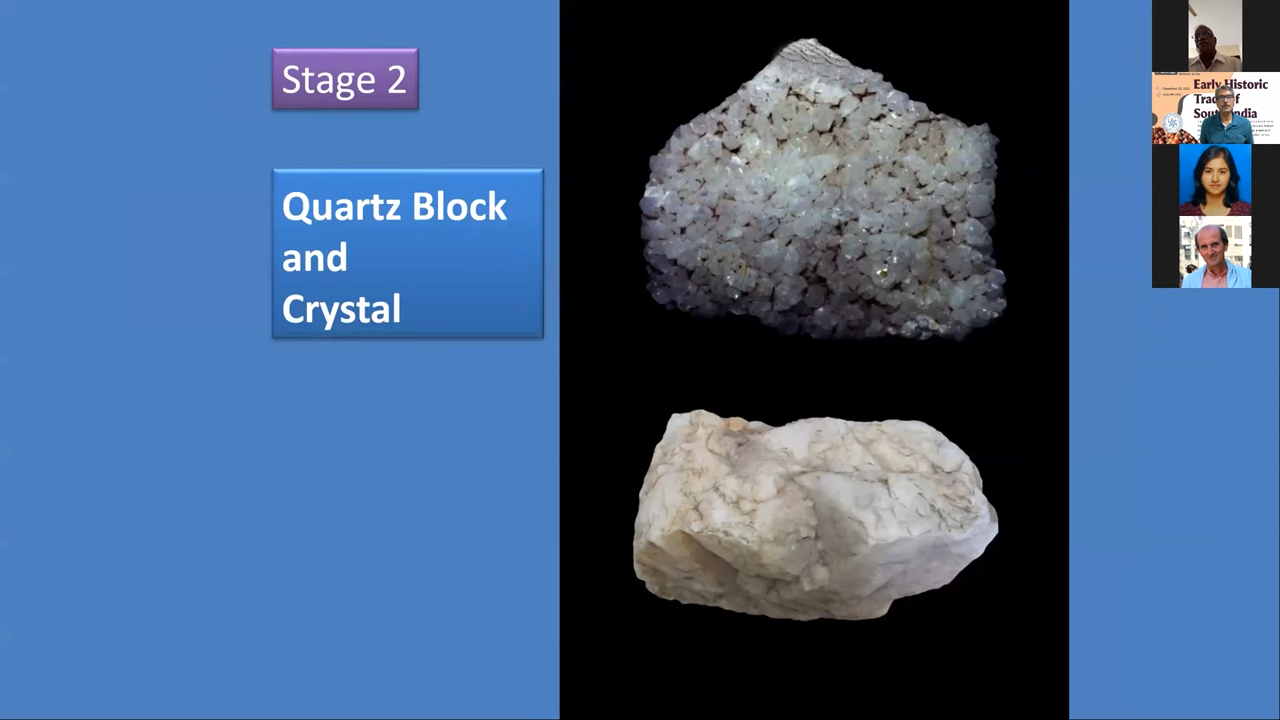 Stage 2
Quartz Block
and
Crystal
Early Historic
Trade of
South India